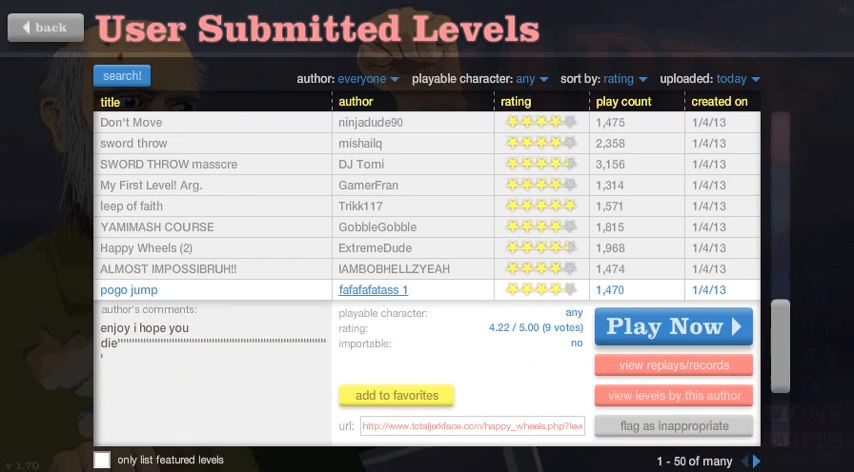 back
User Submitted Levels
search!
author: everyone playable character: any sort by: rating uploaded: today
title author rating play count created on
Don't Move ninjadude90 1,475 1/4/13
sword throw mishailq 2,358 1/4/13
SWORD THROW masscre DJ Tomi 3,156 1/4/13
My First Level! Arg. GamerFran 1,314 1/4/13
leep of faith Trikk117 1,571 1/4/13
YAMIMASH COURSE GobbleGobble 1,815 1/4/13
Happy Wheels (2) ExtremeDude 1,968 1/4/13
ALMOST IMPOSSIBRUH!! IAMBOBHELLZYEAH 1,474 1/4/13
pogo jump fafafafatass 1 1,470 1/4/13
author's comments:
enjoy i hope you
die''''''''''''''''''''''''''''''''''''''''''''''''''''''''''''
'
playable character: any
rating: 4.22 / 5.00 (9 votes)
importable: no
add to favorites
url: http://www.totaljerkface.com/happy_wheels.php?leve
Play Now
view replays/records
view levels by this author
flag as inappropriate
only list featured levels
1 - 50 of many
v 1.70